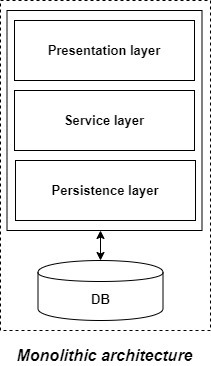 Presentation layer
Service layer
Persistence layer
DB
Monolithic architecture